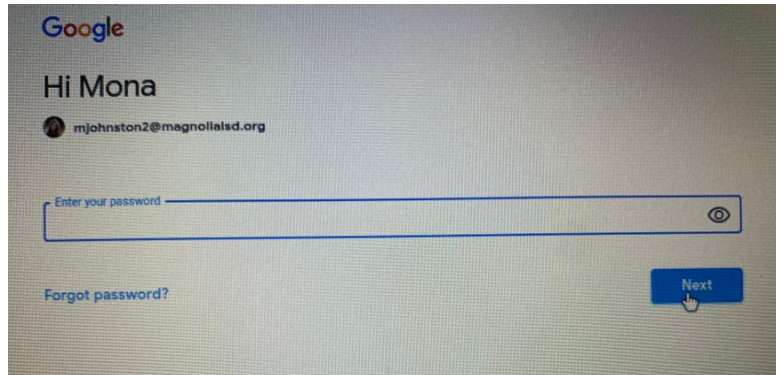 Google
Hi Mona
mjohnston2@magnoliaisd.org
Enter your password
Forgot password?
Next